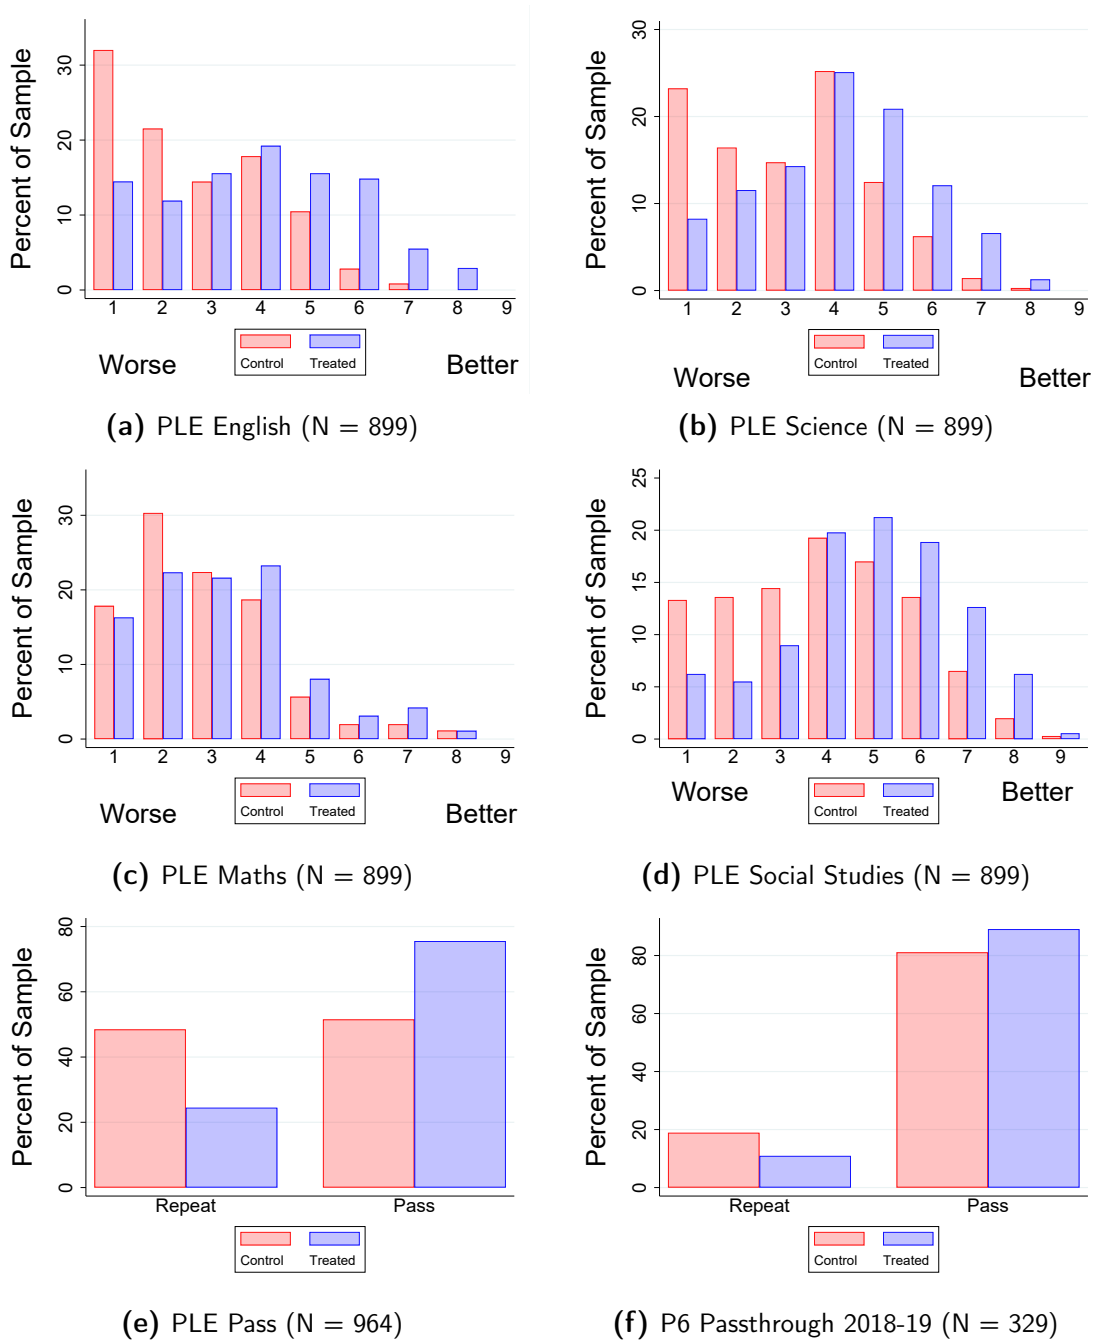 Percent of Sample
0 10 20 30
1 2 3 4 5 6 7 8 9
Control Treated
Worse Better
(a) PLE English (N = 899)
Percent of Sample
0 10 20 30
1 2 3 4 5 6 7 8 9
Control Treated
Worse Better
(b) PLE Science (N = 899)
Percent of Sample
0 10 20 30
1 2 3 4 5 6 7 8 9
Control Treated
Worse Better
(c) PLE Maths (N = 899)
Percent of Sample
0 5 10 15 20 25
1 2 3 4 5 6 7 8 9
Control Treated
Worse Better
(d) PLE Social Studies (N = 899)
Percent of Sample
0 20 40 60 80
Repeat Pass
Control Treated
(e) PLE Pass (N = 964)
Percent of Sample
0 20 40 60 80
Repeat Pass
Control Treated
(f) P6 Passthrough 2018-19 (N = 329)